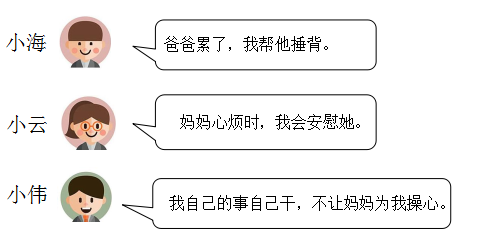 小海
爸爸累了，我帮他捶背。
小云
妈妈心烦时，我会安慰她。
小伟
我自己的事自己干，不让妈妈为我操心。